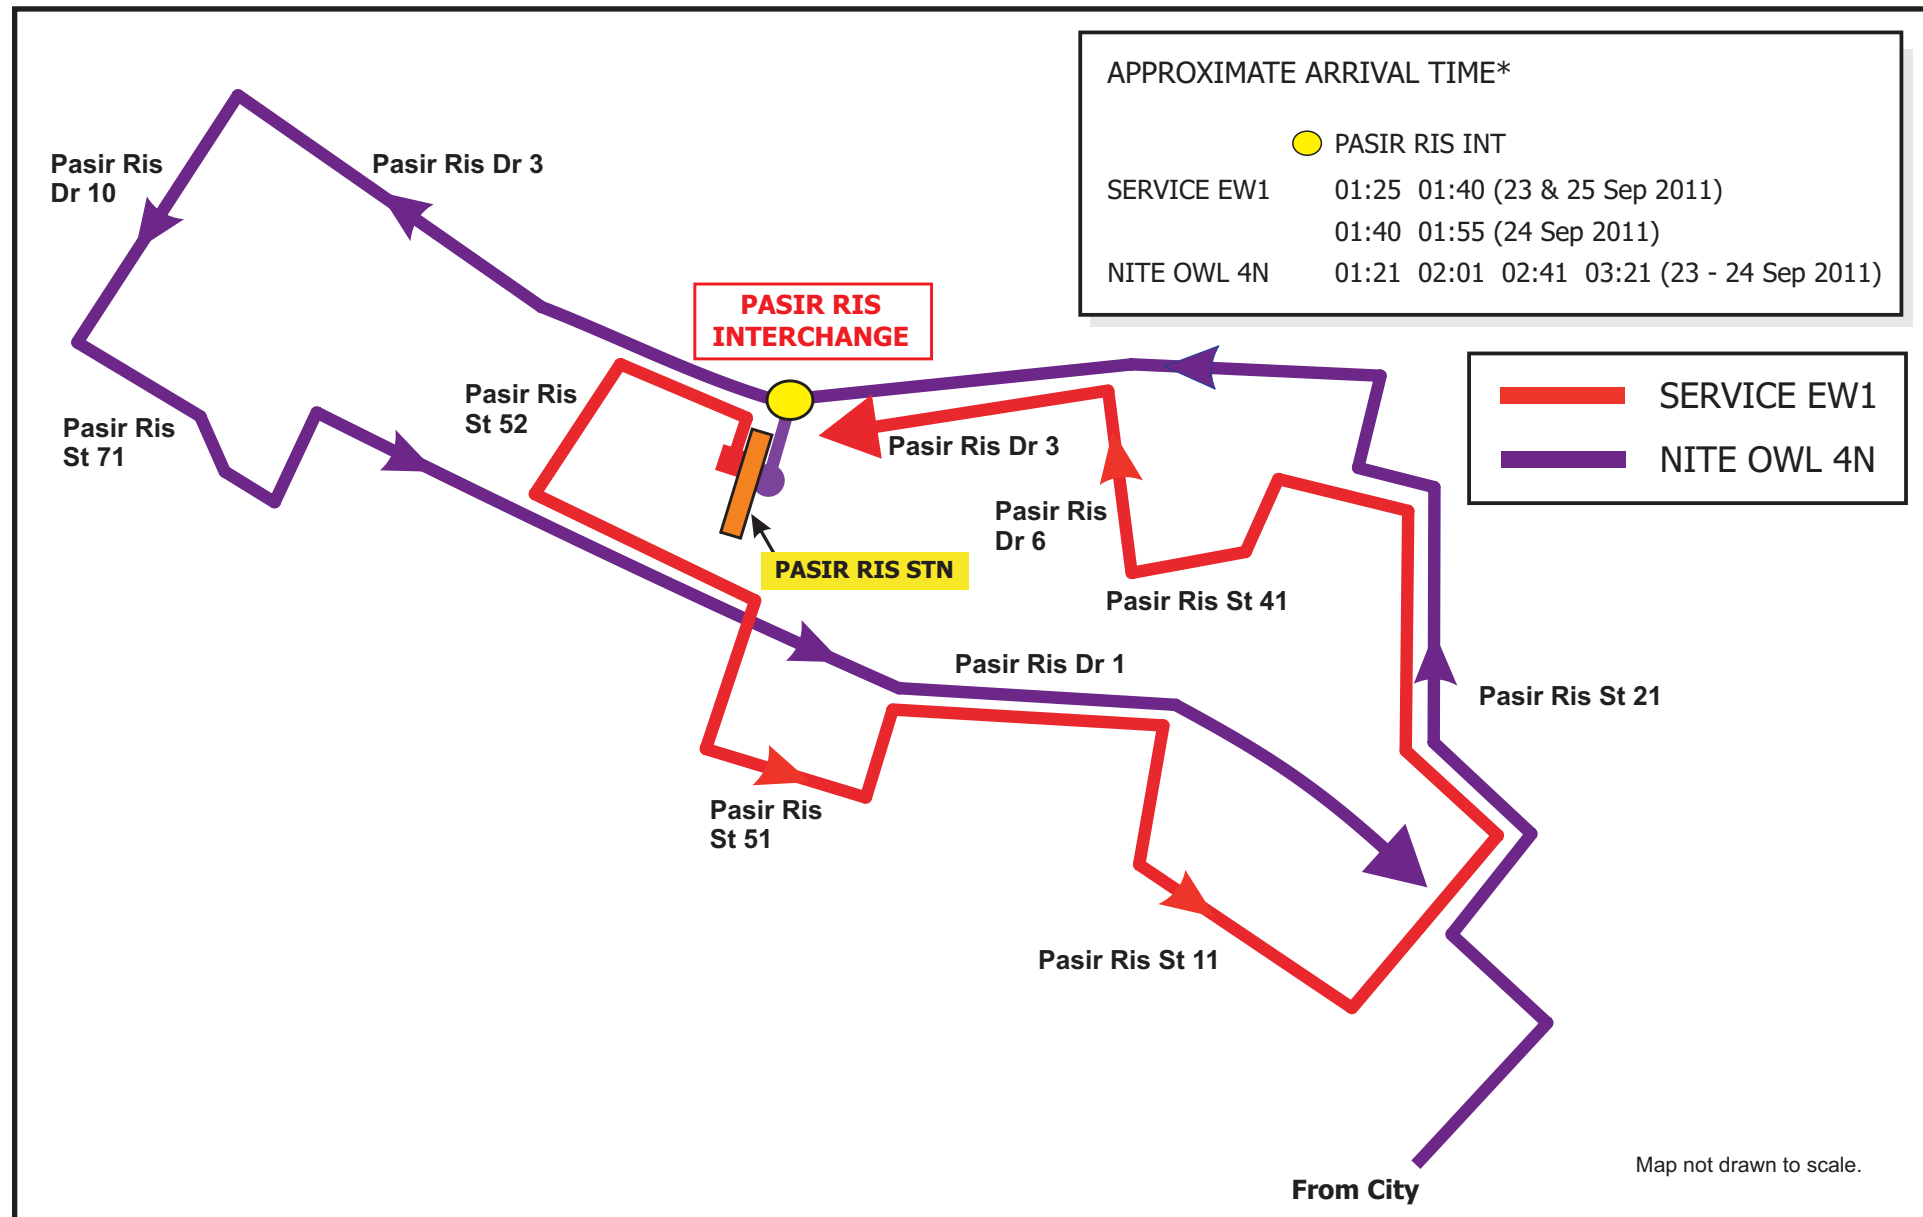 APPROXIMATE ARRIVAL TIME*
PASIR RIS INT
SERVICE EW1 01:25 01:40 (23 & 25 Sep 2011)
01:40 01:55 (24 Sep 2011)
NITE OWL 4N 01:21 02:01 02:41 03:21 (23 - 24 Sep 2011)
SERVICE EW1
NITE OWL 4N
Pasir Ris
Dr 10
Pasir Ris Dr 3
PASIR RIS
INTERCHANGE
Pasir Ris
St 52
Pasir Ris
St 71
Pasir Ris Dr 3
Pasir Ris
Dr 6
PASIR RIS STN
Pasir Ris St 41
Pasir Ris Dr 1
Pasir Ris St 21
Pasir Ris
St 51
Pasir Ris St 11
From City
Map not drawn to scale.